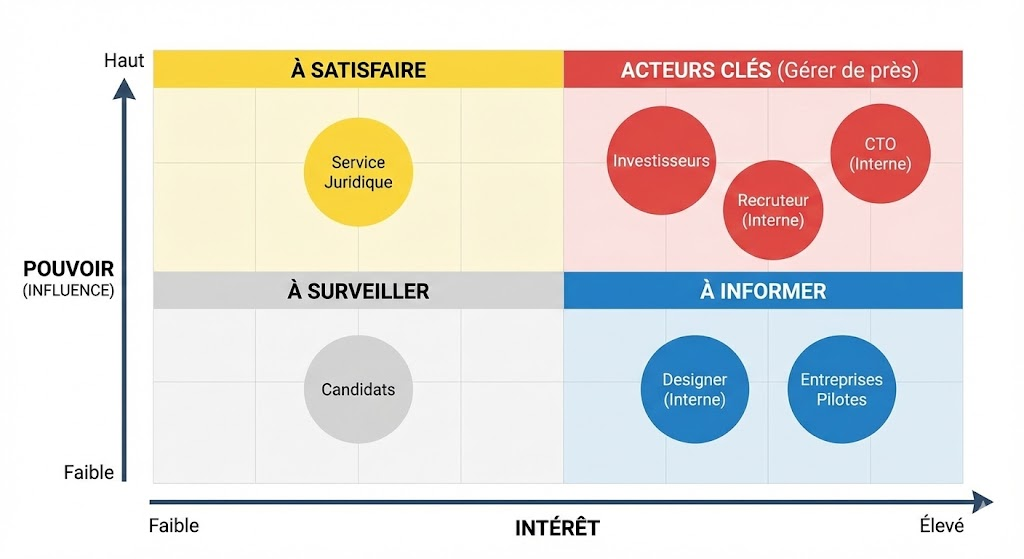 Haut
À SATISFAIRE
ACTEURS CLÉS (Gérer de près)
Service
Juridique
Investisseurs
Recruteur
(Interne)
CTO
(Interne)
POUVOIR
(INFLUENCE)
À SURVEILLER
À INFORMER
Candidats
Designer
(Interne)
Entreprises
Pilotes
Faible
Faible
INTÉRÊT
Élevé